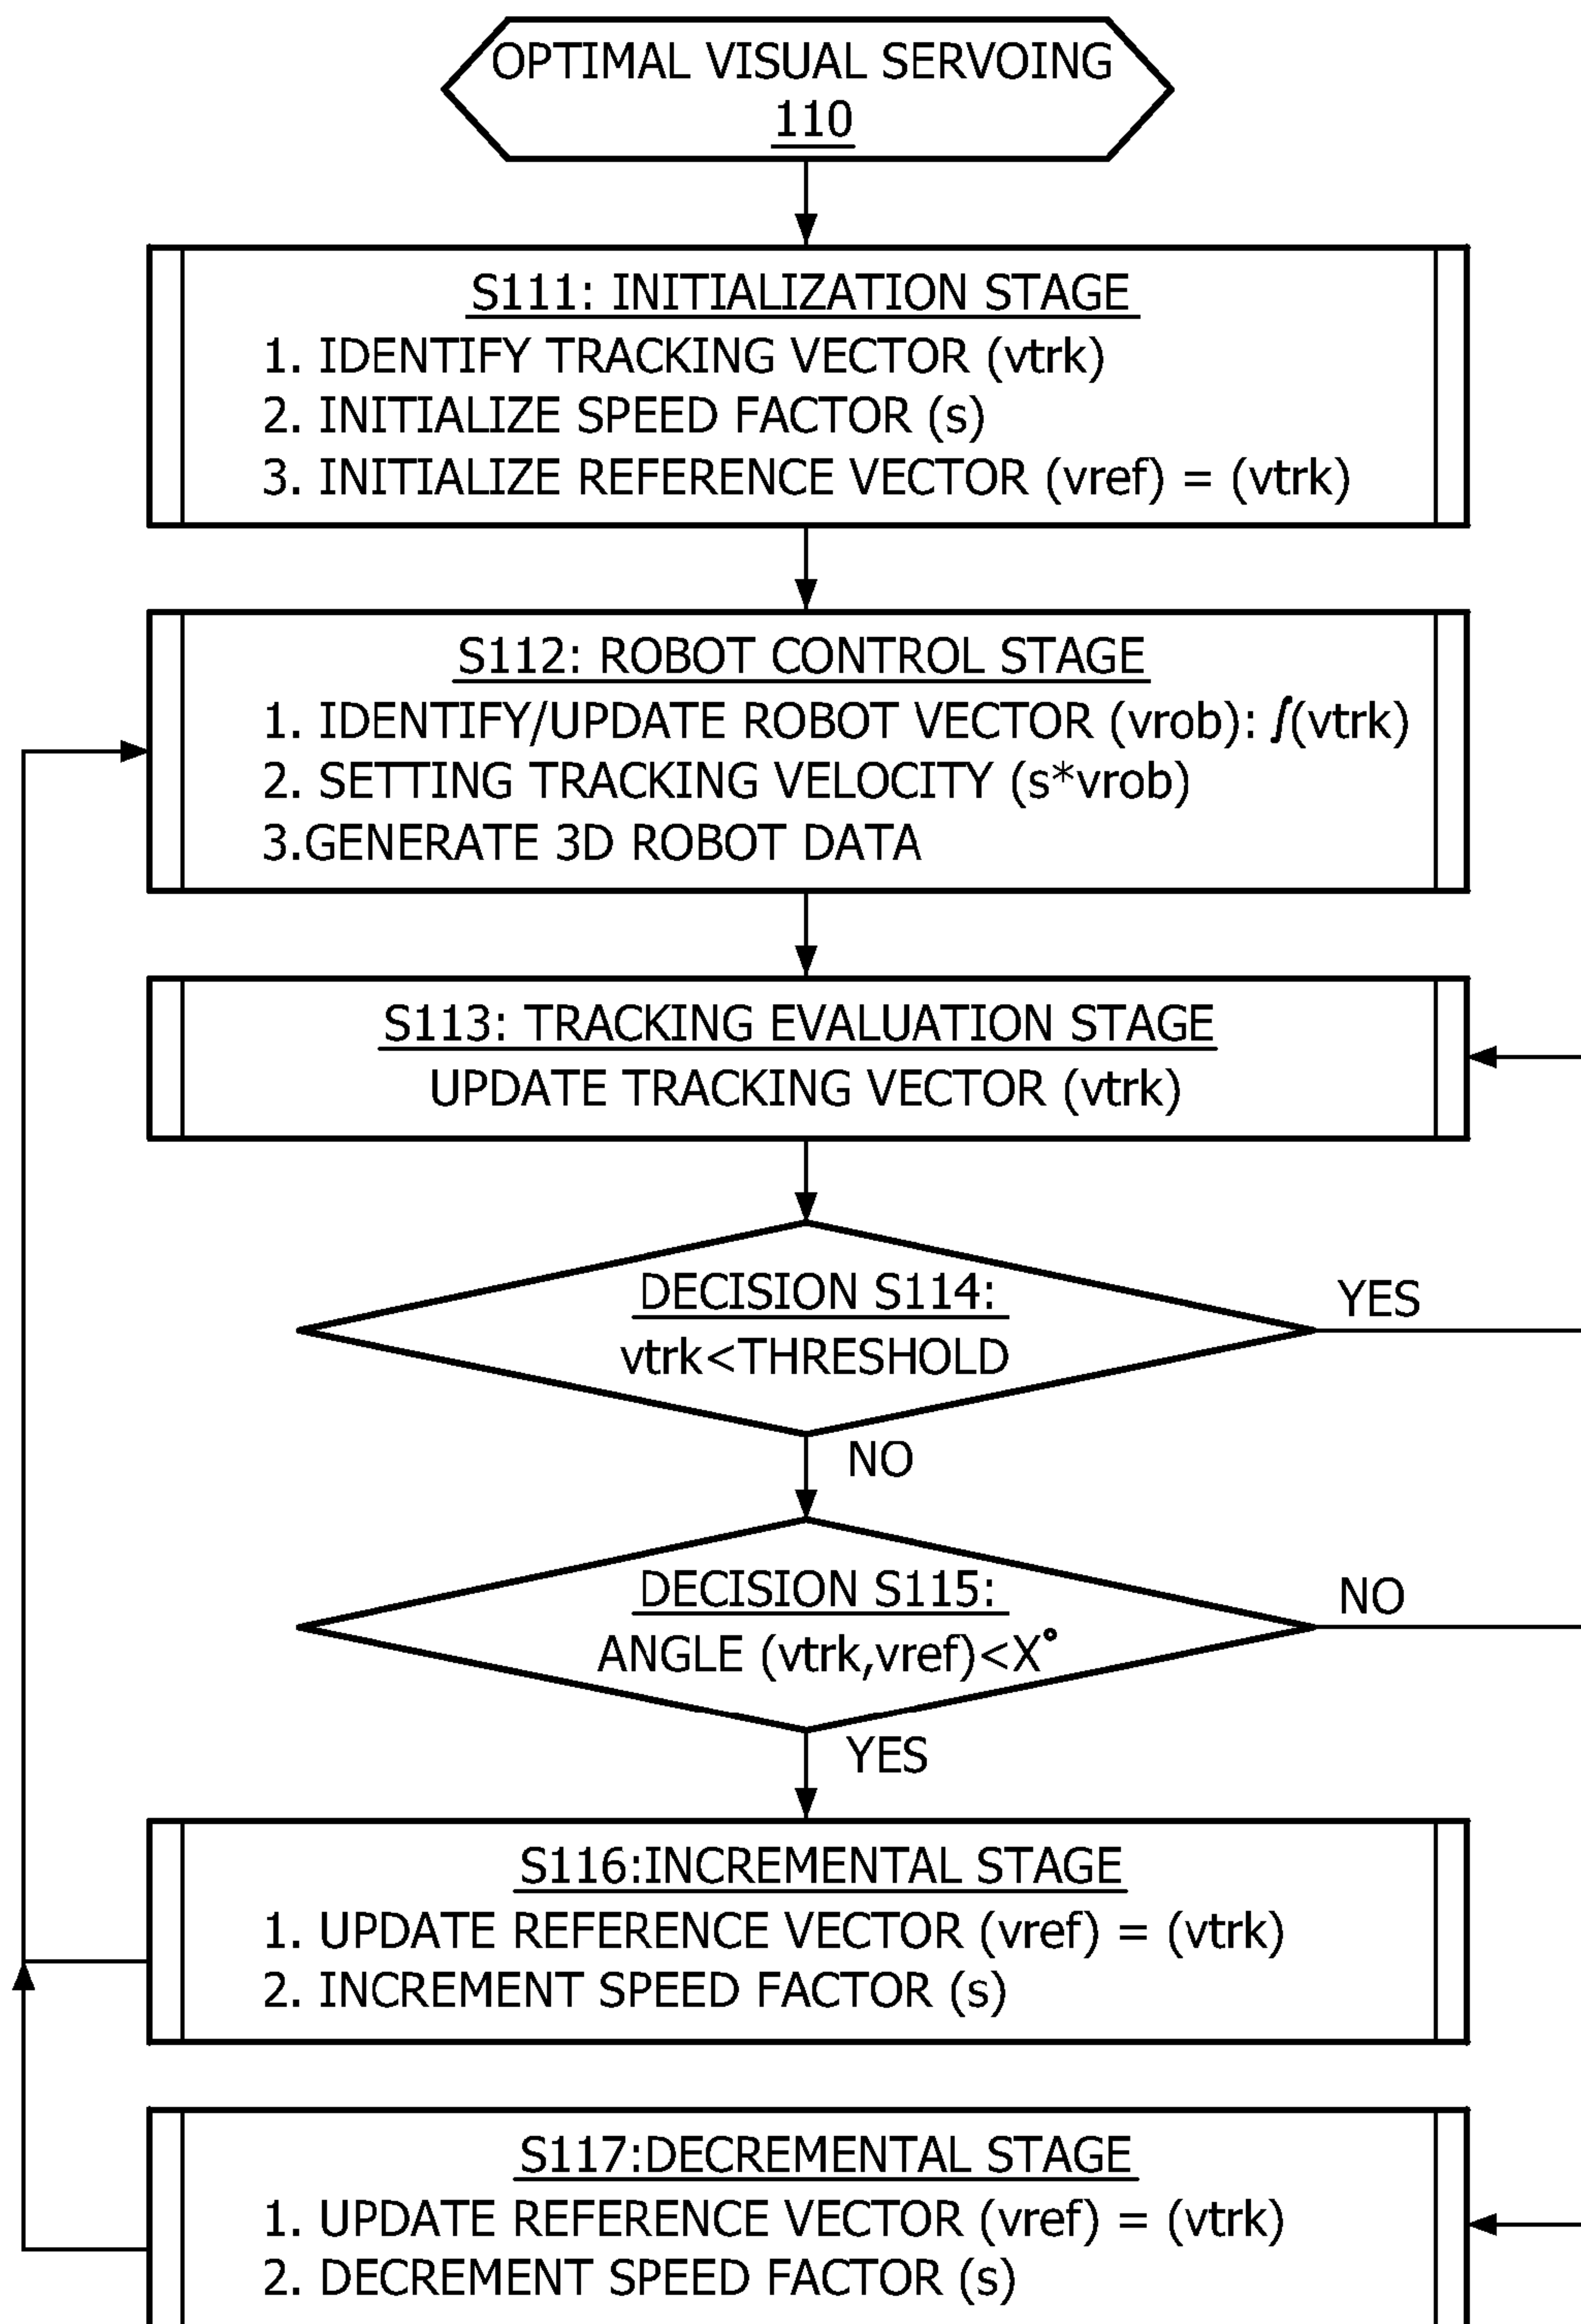 OPTIMAL VISUAL SERVOING
110
S111: INITIALIZATION STAGE
1. IDENTIFY TRACKING VECTOR (vtrk)
2. INITIALIZE SPEED FACTOR (s)
3. INITIALIZE REFERENCE VECTOR (vref) = (vtrk)
S112: ROBOT CONTROL STAGE
1. IDENTIFY/UPDATE ROBOT VECTOR (vrob): ∫(vtrk)
2. SETTING TRACKING VELOCITY (s*vrob)
3.GENERATE 3D ROBOT DATA
S113: TRACKING EVALUATION STAGE
UPDATE TRACKING VECTOR (vtrk)
DECISION S114:
vtrk<THRESHOLD
YES
NO
DECISION S115:
ANGLE (vtrk,vref)<X°
NO
YES
S116:INCREMENTAL STAGE
1. UPDATE REFERENCE VECTOR (vref) = (vtrk)
2. INCREMENT SPEED FACTOR (s)
S117:DECREMENTAL STAGE
1. UPDATE REFERENCE VECTOR (vref) = (vtrk)
2. DECREMENT SPEED FACTOR (s)